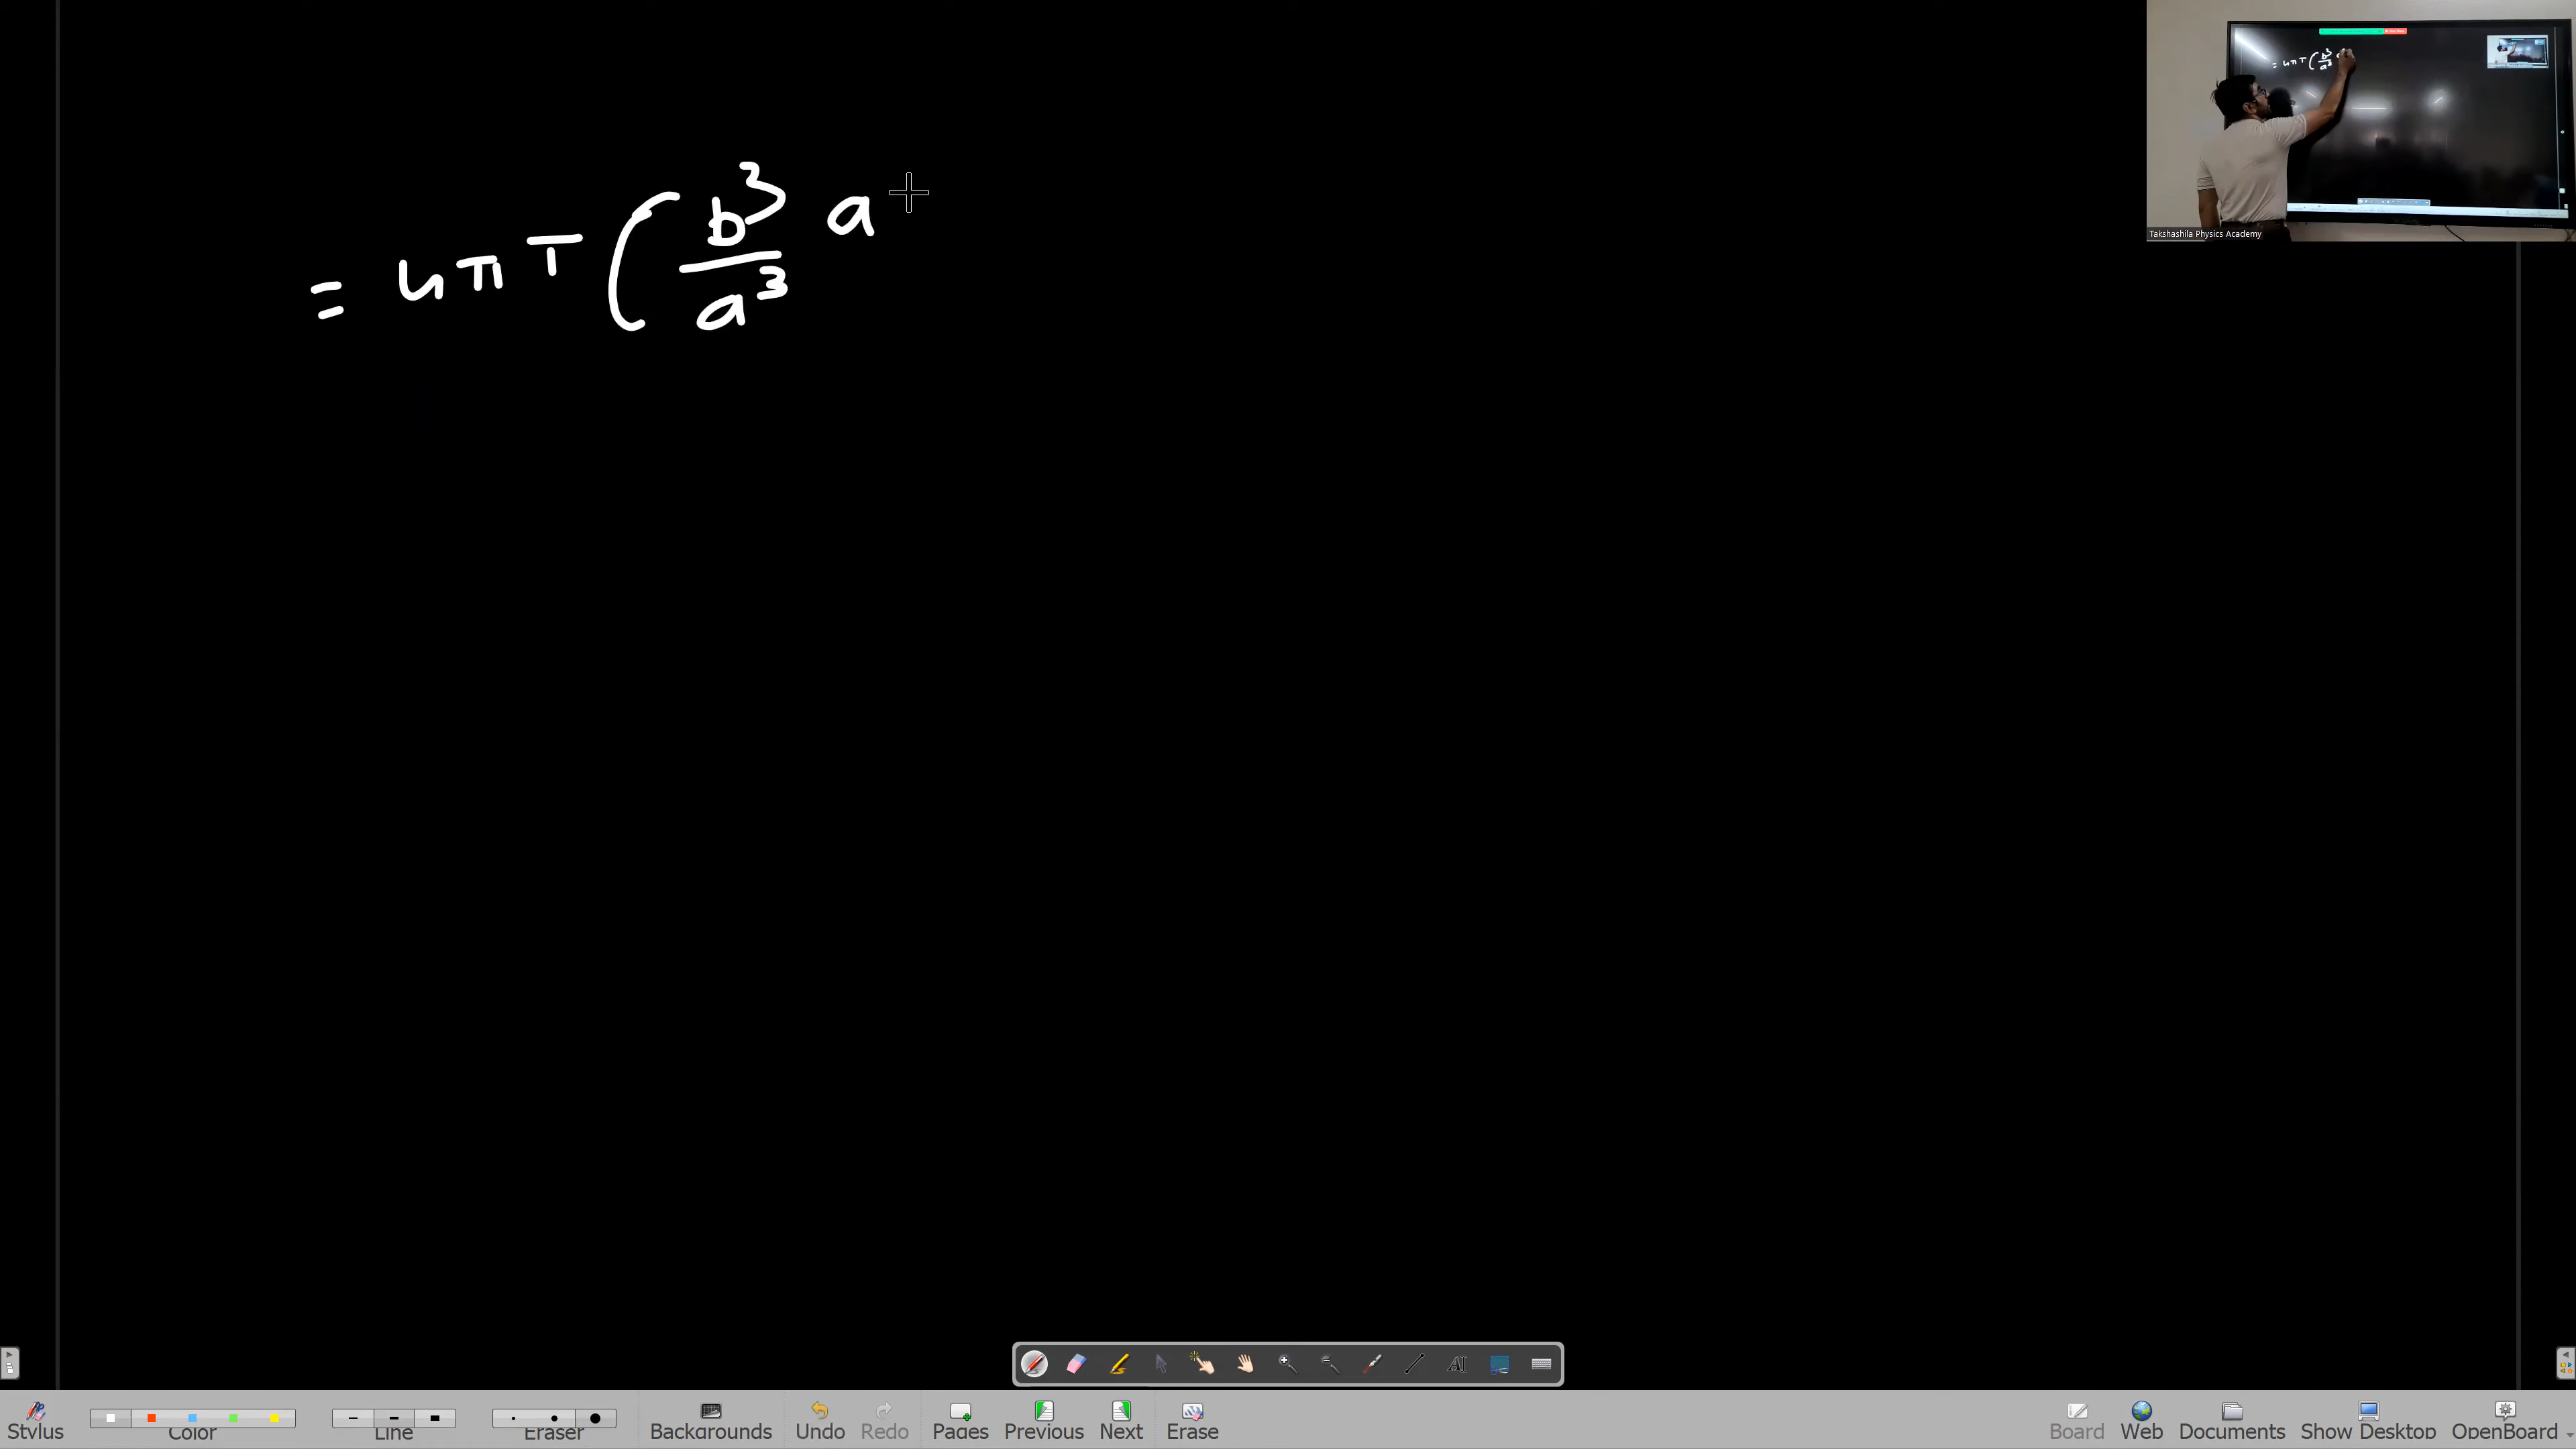 = 4π T ( b³/a³ a
Takshashila Physics Academy
Stylus Color Line Eraser Backgrounds Undo Redo Pages Previous Next Erase Board Web Documents Show Desktop OpenBoard